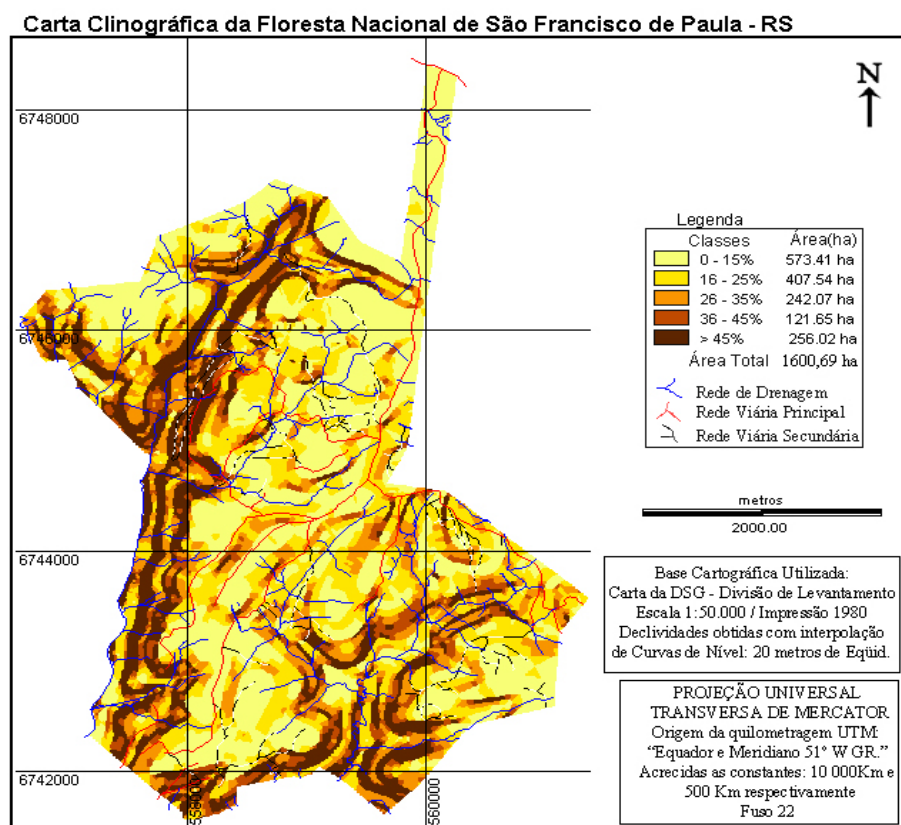 Carta Clinográfica da Floresta Nacional de São Francisco de Paula - RS
N
6748000
6746000
6744000
6742000
558000
560000
Legenda
Classes Área(ha)
0 - 15% 573.41 ha
16 - 25% 407.54 ha
26 - 35% 242.07 ha
36 - 45% 121.65 ha
> 45% 256.02 ha
Área Total 1600,69 ha
Rede de Drenagem
Rede Viária Principal
Rede Viária Secundária
metros
2000.00
Base Cartográfica Utilizada:
Carta da DSG - Divisão de Levantamento
Escala 1:50.000 / Impressão 1980
Declividades obtidas com interpolação
de Curvas de Nível: 20 metros de Eqüid.
PROJEÇÃO UNIVERSAL
TRANSVERSA DE MERCATOR
Origem da quilometragem UTM:
“Equador e Meridiano 51° W GR.”
Acrecidas as constantes: 10 000Km e
500 Km respectivamente
Fuso 22